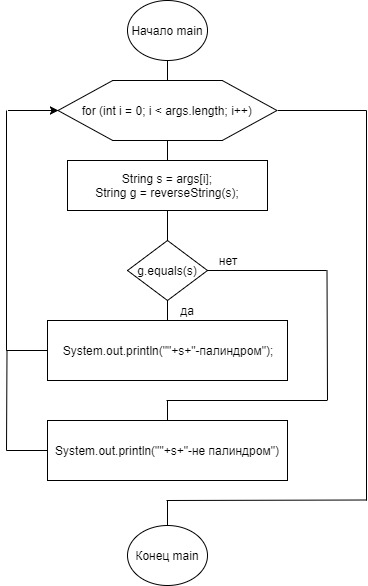 Начало main
for (int i = 0; i < args.length; i++)
String s = args[i];
String g = reverseString(s);
g.equals(s)
нет
да
System.out.println(""+s+"-палиндром");
System.out.println(""+s+"-не палиндром")
Конец main